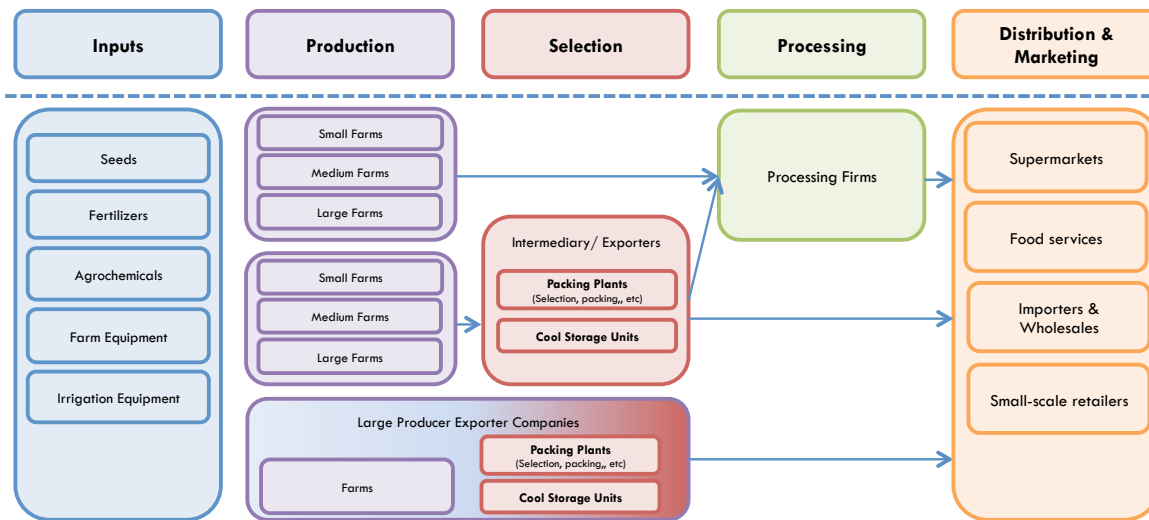 Inputs
Production
Selection
Processing
Distribution &
Marketing
Seeds
Fertilizers
Agrochemicals
Farm Equipment
Irrigation Equipment
Small Farms
Medium Farms
Large Farms
Small Farms
Medium Farms
Large Farms
Intermediary/ Exporters
Packing Plants
(Selection, packing,, etc)
Cool Storage Units
Large Producer Exporter Companies
Farms
Packing Plants
(Selection, packing,, etc)
Cool Storage Units
Processing Firms
Supermarkets
Food services
Importers &
Wholesales
Small-scale retailers